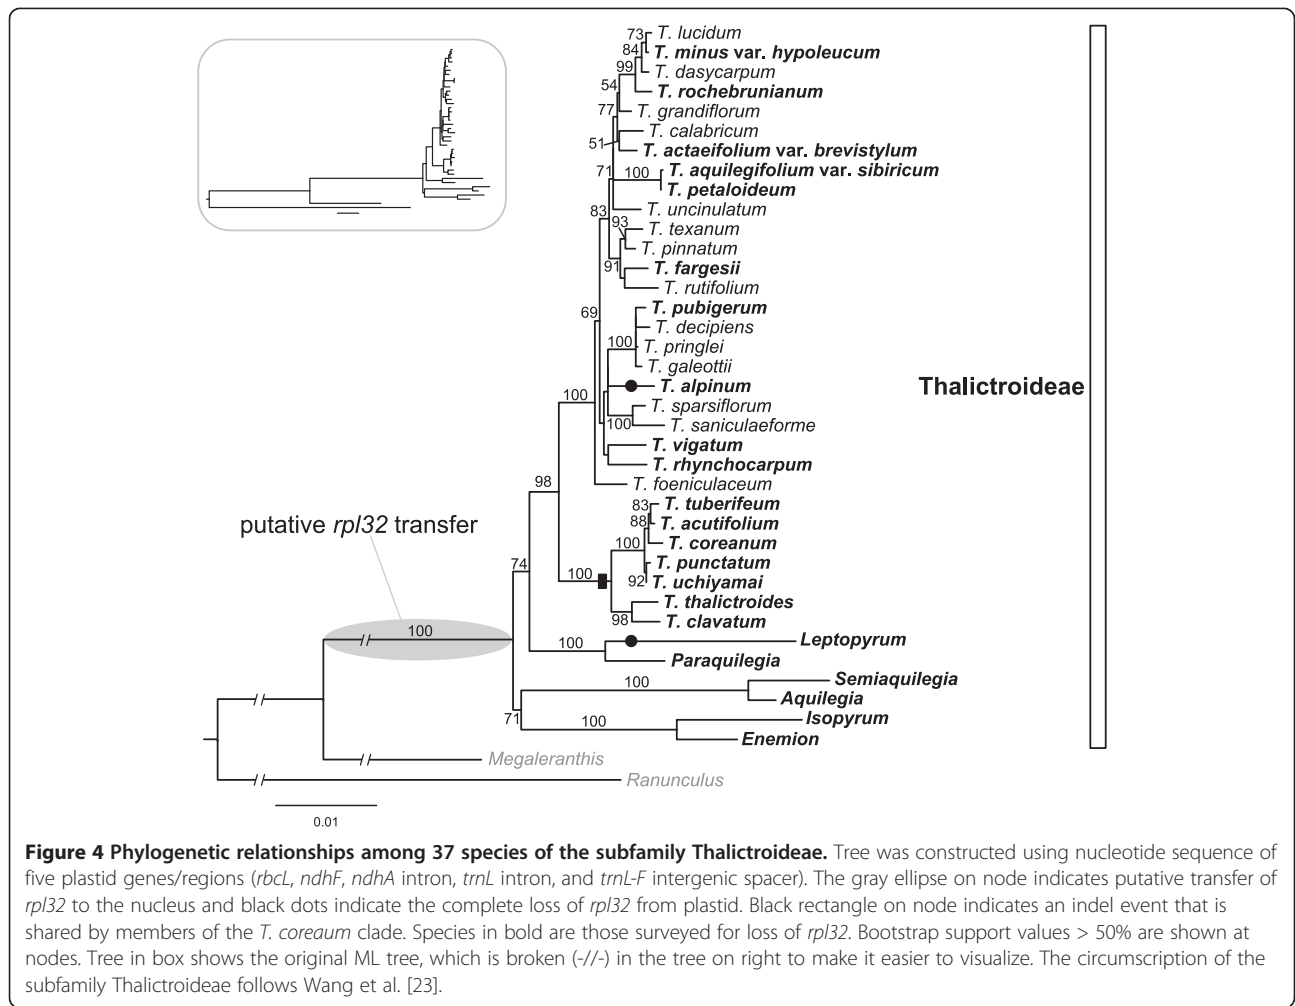 73
T. lucidum
84
T. minus var. hypoleucum
99
T. dasycarpum
54
T. rochebrunianum
77
T. grandiflorum
T. calabricum
51
T. actaeifolium var. brevistylum
71
100
T. aquilegifolium var. sibiricum
T. petaloideum
83
T. uncinulatum
93
T. texanum
T. pinnatum
91
T. fargesii
T. rutifolium
69
T. pubigerum
T. decipiens
100
T. pringlei
T. galeottii
T. alpinum
Thalictroideae
100
T. sparsiflorum
100
T. saniculaeforme
T. vigatum
T. rhynchocarpum
98
T. foeniculaceum
83
T. tuberifeum
88
T. acutifolium
putative rpl32 transfer
100
T. coreanum
74
T. punctatum
100
92
T. uchiyamai
T. thalictroides
98
T. clavatum
100
100
Leptopyrum
Paraquilegia
100
Semiaquilegia
Aquilegia
71
100
Isopyrum
Enemion
Megaleranthis
Ranunculus
0.01
Figure 4 Phylogenetic relationships among 37 species of the subfamily Thalictroideae. Tree was constructed using nucleotide sequence of
five plastid genes/regions (rbcL, ndhF, ndhA intron, trnL intron, and trnL-F intergenic spacer). The gray ellipse on node indicates putative transfer of
rpl32 to the nucleus and black dots indicate the complete loss of rpl32 from plastid. Black rectangle on node indicates an indel event that is
shared by members of the T. coreaum clade. Species in bold are those surveyed for loss of rpl32. Bootstrap support values > 50% are shown at
nodes. Tree in box shows the original ML tree, which is broken (-//-) in the tree on right to make it easier to visualize. The circumscription of the
subfamily Thalictroideae follows Wang et al. [23].